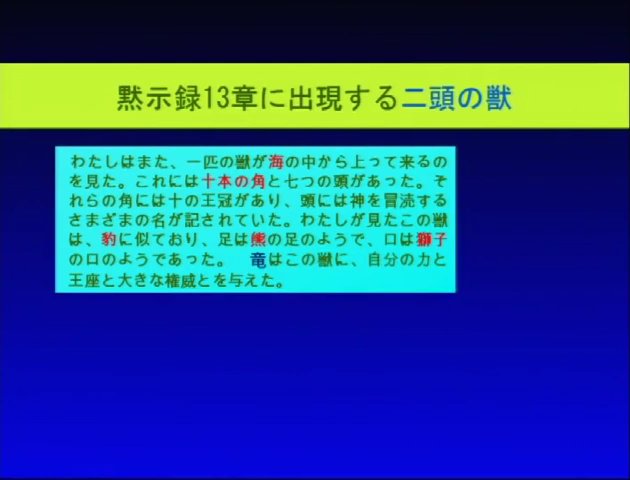 黙示録13章に出現する二頭の獣
わたしはまた、一匹の獣が海の中から上って来るの
を見た。これには十本の角と七つの頭があった。そ
れらの角には十の王冠があり、頭には神を冒涜する
さまざまの名が記されていた。わたしが見たこの獣
は、豹に似ており、足は熊の足のようで、口は獅子
の口のようであった。 竜はこの獣に、自分の力と
王座と大きな権威とを与えた。